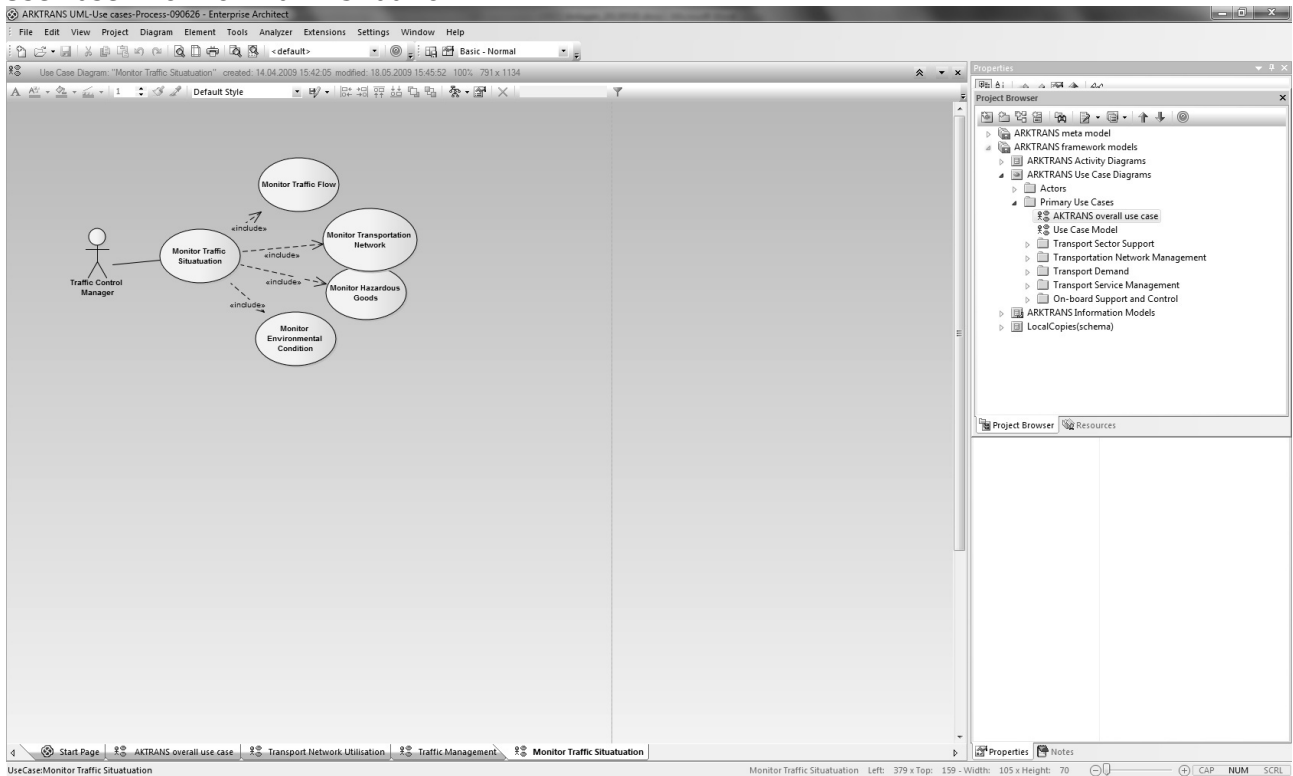 ARKTRANS UML-Use cases-Process-090626 - Enterprise Architect
File Edit View Project Diagram Element Tools Analyzer Extensions Settings Window Help
<default> Basic - Normal
Use Case Diagram: "Monitor Traffic Situatuation" created: 14.04.2009 15:42:05 modified: 18.05.2009 15:45:52 100% 791 x 1134
1 Default Style
Monitor Traffic Flow
«include»
Monitor Transportation
Network
Monitor Traffic
Situatuation
«include»
Traffic Control
Manager
«include»
Monitor Hazardous
Goods
«include»
Monitor
Environmental
Condition
Properties
Project Browser
ARKTRANS meta model
ARKTRANS framework models
ARKTRANS Activity Diagrams
ARKTRANS Use Case Diagrams
Actors
Primary Use Cases
AKTRANS overall use case
Use Case Model
Transport Sector Support
Transportation Network Management
Transport Demand
Transport Service Management
On-board Support and Control
ARKTRANS Information Models
LocalCopies(schema)
Project Browser Resources
Start Page AKTRANS overall use case Transport Network Utilisation Traffic Management Monitor Traffic Situatuation
Properties Notes
UseCase:Monitor Traffic Situatuation Monitor Traffic Situatuation Left: 379 x Top: 159 - Width: 105 x Height: 70 CAP NUM SCRL